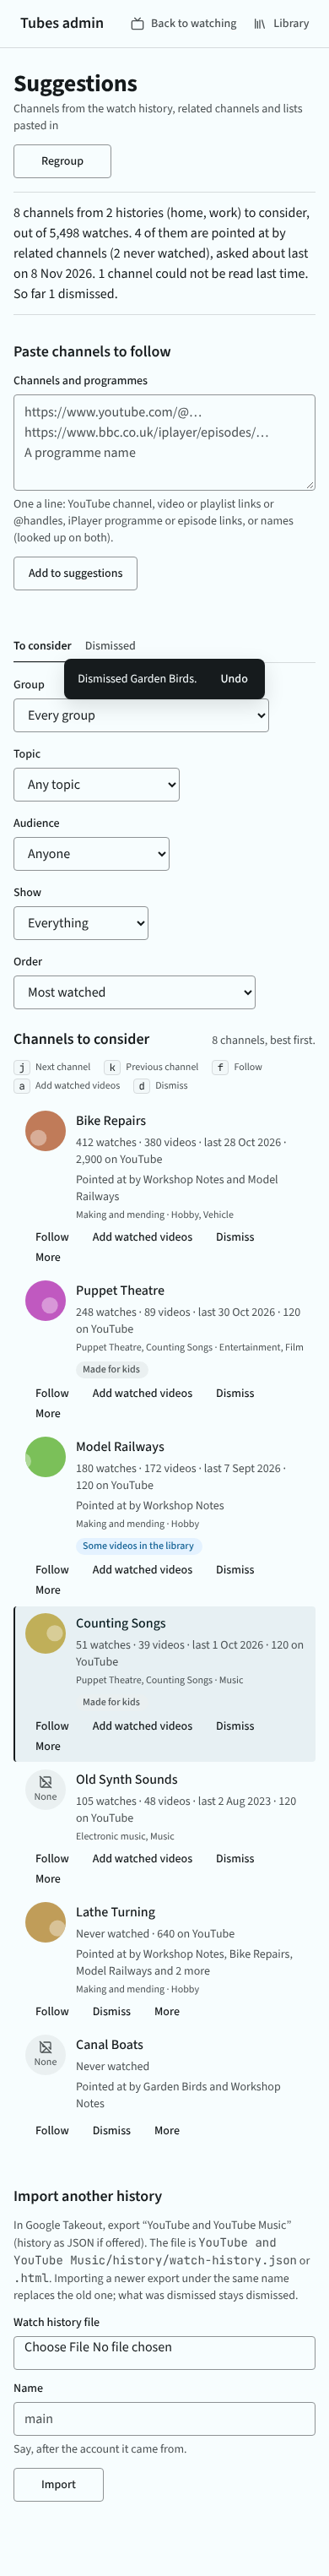 Tubes admin
Back to watching
Library
Suggestions
Channels from the watch history, related channels and lists
pasted in
Regroup
8 channels from 2 histories (home, work) to consider,
out of 5,498 watches. 4 of them are pointed at by
related channels (2 never watched), asked about last
on 8 Nov 2026. 1 channel could not be read last time.
So far 1 dismissed.
Paste channels to follow
Channels and programmes
https://www.youtube.com/@...
https://www.bbc.co.uk/iplayer/episodes/...
A programme name
One a line: YouTube channel, video or playlist links or
@handles, iPlayer programme or episode links, or names
(looked up on both).
Add to suggestions
To consider
Dismissed
Dismissed Garden Birds.
Undo
Group
Every group
Topic
Any topic
Audience
Anyone
Show
Everything
Order
Most watched
Channels to consider
8 channels, best first.
j Next channel k Previous channel f Follow
a Add watched videos d Dismiss
Bike Repairs
412 watches · 380 videos · last 28 Oct 2026 ·
2,900 on YouTube
Pointed at by Workshop Notes and Model
Railways
Making and mending · Hobby, Vehicle
Follow Add watched videos Dismiss
More
Puppet Theatre
248 watches · 89 videos · last 30 Oct 2026 · 120
on YouTube
Puppet Theatre, Counting Songs · Entertainment, Film
Made for kids
Follow Add watched videos Dismiss
More
Model Railways
180 watches · 172 videos · last 7 Sept 2026 ·
120 on YouTube
Pointed at by Workshop Notes
Making and mending · Hobby
Some videos in the library
Follow Add watched videos Dismiss
More
Counting Songs
51 watches · 39 videos · last 1 Oct 2026 · 120 on
YouTube
Puppet Theatre, Counting Songs · Music
Made for kids
Follow Add watched videos Dismiss
More
None
Old Synth Sounds
105 watches · 48 videos · last 2 Aug 2023 · 120
on YouTube
Electronic music, Music
Follow Add watched videos Dismiss
More
Lathe Turning
Never watched · 640 on YouTube
Pointed at by Workshop Notes, Bike Repairs,
Model Railways and 2 more
Making and mending · Hobby
Follow Dismiss More
None
Canal Boats
Never watched
Pointed at by Garden Birds and Workshop
Notes
Follow Dismiss More
Import another history
In Google Takeout, export “YouTube and YouTube Music”
(history as JSON if offered). The file is YouTube and
YouTube Music/history/watch-history.json or
.html. Importing a newer export under the same name
replaces the old one; what was dismissed stays dismissed.
Watch history file
Choose File No file chosen
Name
main
Say, after the account it came from.
Import